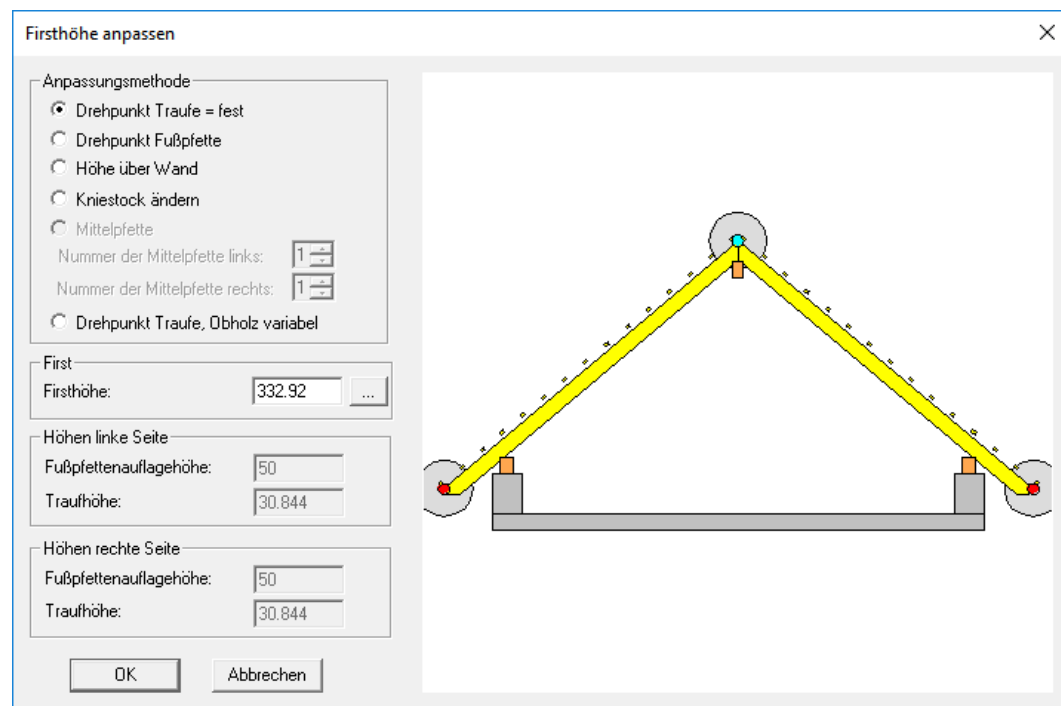 Firsthöhe anpassen
Anpassungsmethode
Drehpunkt Traufe = fest
Drehpunkt Fußpfette
Höhe über Wand
Kniestock ändern
Mittelpfette
Nummer der Mittelpfette links: 1
Nummer der Mittelpfette rechts: 1
Drehpunkt Traufe, Obholz variabel
First
Firsthöhe: 332.92 ...
Höhen linke Seite
Fußpfettenauflagehöhe: 50
Traufhöhe: 30.844
Höhen rechte Seite
Fußpfettenauflagehöhe: 50
Traufhöhe: 30.844
OK Abbrechen